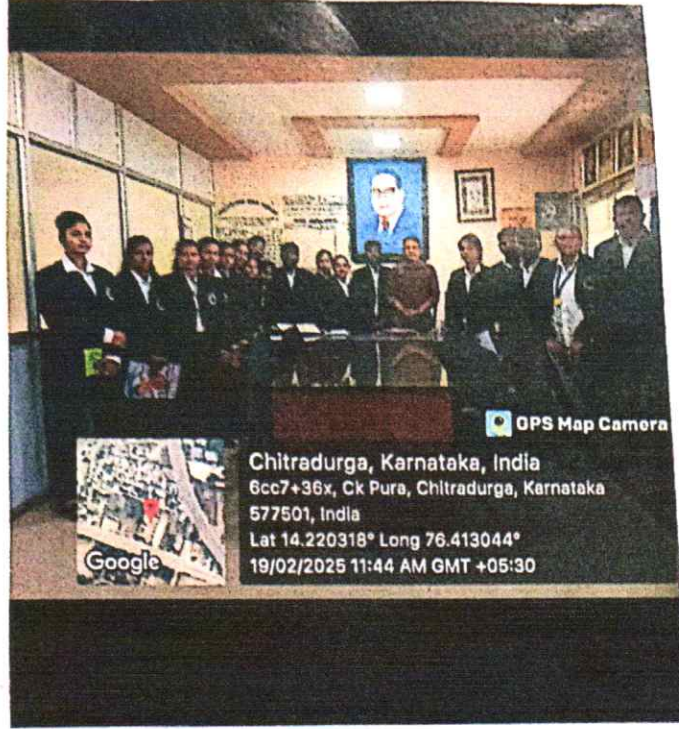 GPS Map Camera
Chitradurga, Karnataka, India
6cc7+36x, Ck Pura, Chitradurga, Karnataka
577501, India
Lat 14.220318° Long 76.413044°
19/02/2025 11:44 AM GMT +05:30
Google